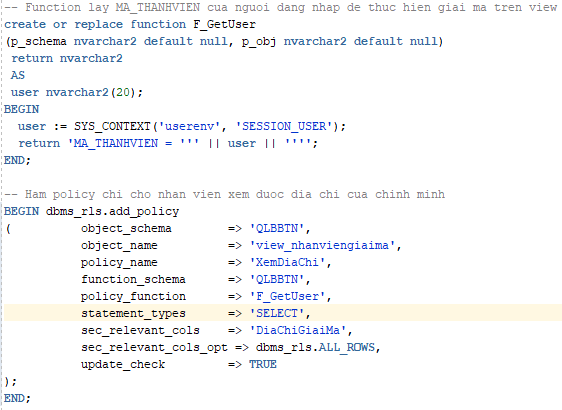 -- Function lay MA_THANHVIEN cua nguoi dang nhap de thuc hien giai ma tren view
create or replace function F_GetUser
(p_schema nvarchar2 default null, p_obj nvarchar2 default null)
return nvarchar2
AS
user nvarchar2(20);
BEGIN
user := SYS_CONTEXT('userenv', 'SESSION_USER');
return 'MA_THANHVIEN = ''' || user || '''';
END;
-- Ham policy chi cho nhan vien xem duoc dia chi cua chinh minh
BEGIN dbms_rls.add_policy
( object_schema => 'QLBBTN',
object_name => 'view_nhanviengiaima',
policy_name => 'XemDiaChi',
function_schema => 'QLBBTN',
policy_function => 'F_GetUser',
statement_types => 'SELECT',
sec_relevant_cols => 'DiaChiGiaiMa',
sec_relevant_cols_opt => dbms_rls.ALL_ROWS,
update_check => TRUE
);
END;